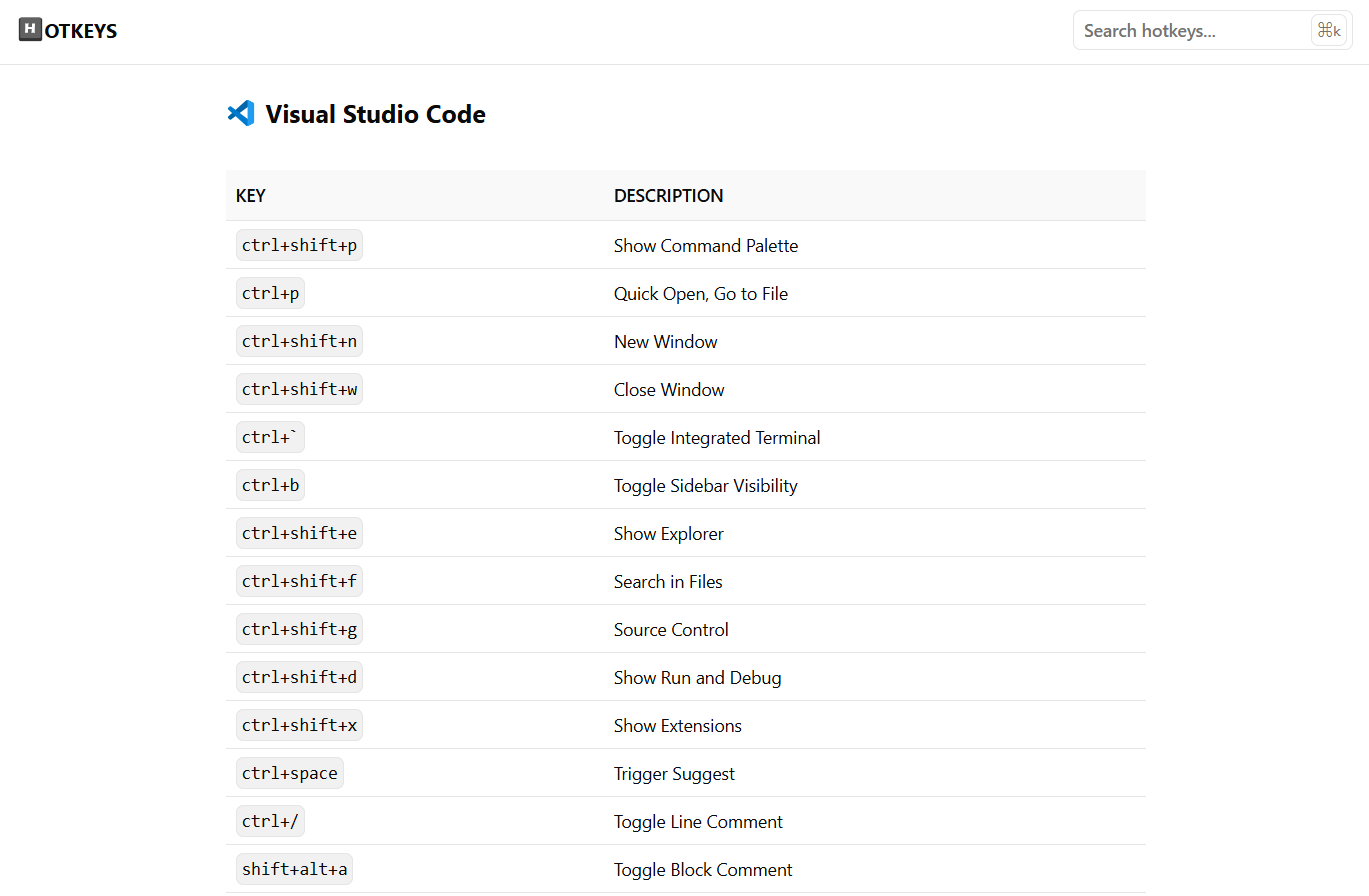 HOTKEYS
Search hotkeys... ⌘k
Visual Studio Code
KEY DESCRIPTION
ctrl+shift+p Show Command Palette
ctrl+p Quick Open, Go to File
ctrl+shift+n New Window
ctrl+shift+w Close Window
ctrl+` Toggle Integrated Terminal
ctrl+b Toggle Sidebar Visibility
ctrl+shift+e Show Explorer
ctrl+shift+f Search in Files
ctrl+shift+g Source Control
ctrl+shift+d Show Run and Debug
ctrl+shift+x Show Extensions
ctrl+space Trigger Suggest
ctrl+/ Toggle Line Comment
shift+alt+a Toggle Block Comment